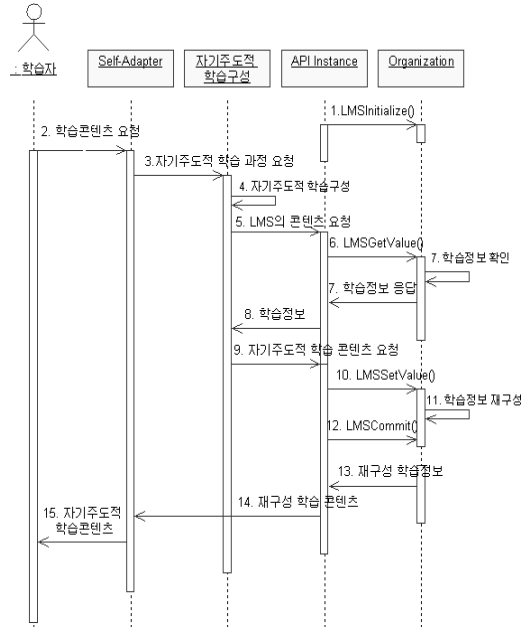 : 학습자
Self-Adapter
자기주도적
학습구성
API Instance
Organization
1.LMSInitialize()
2. 학습콘텐츠 요청
3.자기주도적 학습 과정 요청
4. 자기주도적 학습구성
5. LMS의 콘텐츠 요청
6. LMSGetValue()
7. 학습정보 확인
7. 학습정보 응답
8. 학습정보
9. 자기주도적 학습 콘텐츠 요청
10. LMSSetValue()
11. 학습정보 재구성
12. LMSCommit()
13. 재구성 학습정보
14. 재구성 학습 콘텐츠
15. 자기주도적
학습콘텐츠